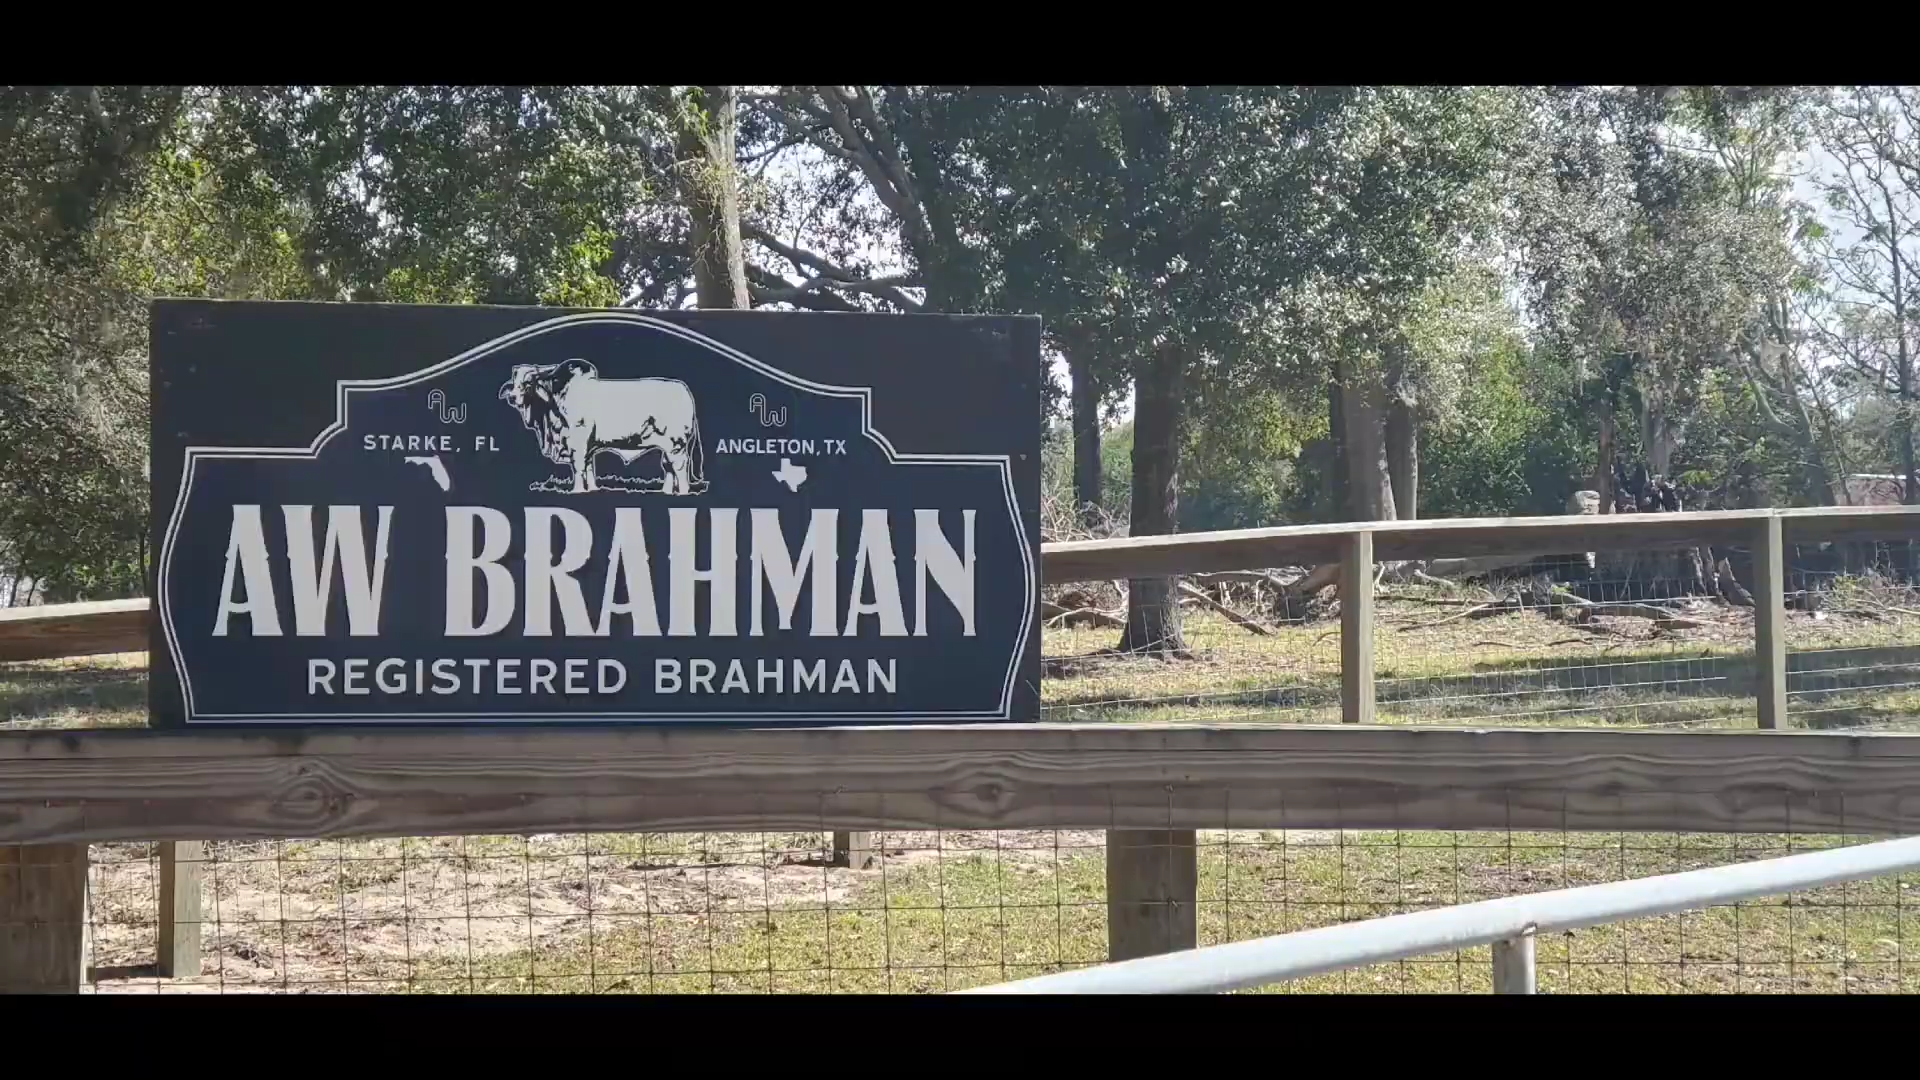 AW
AW
STARKE, FL
ANGLETON, TX
AW BRAHMAN
REGISTERED BRAHMAN